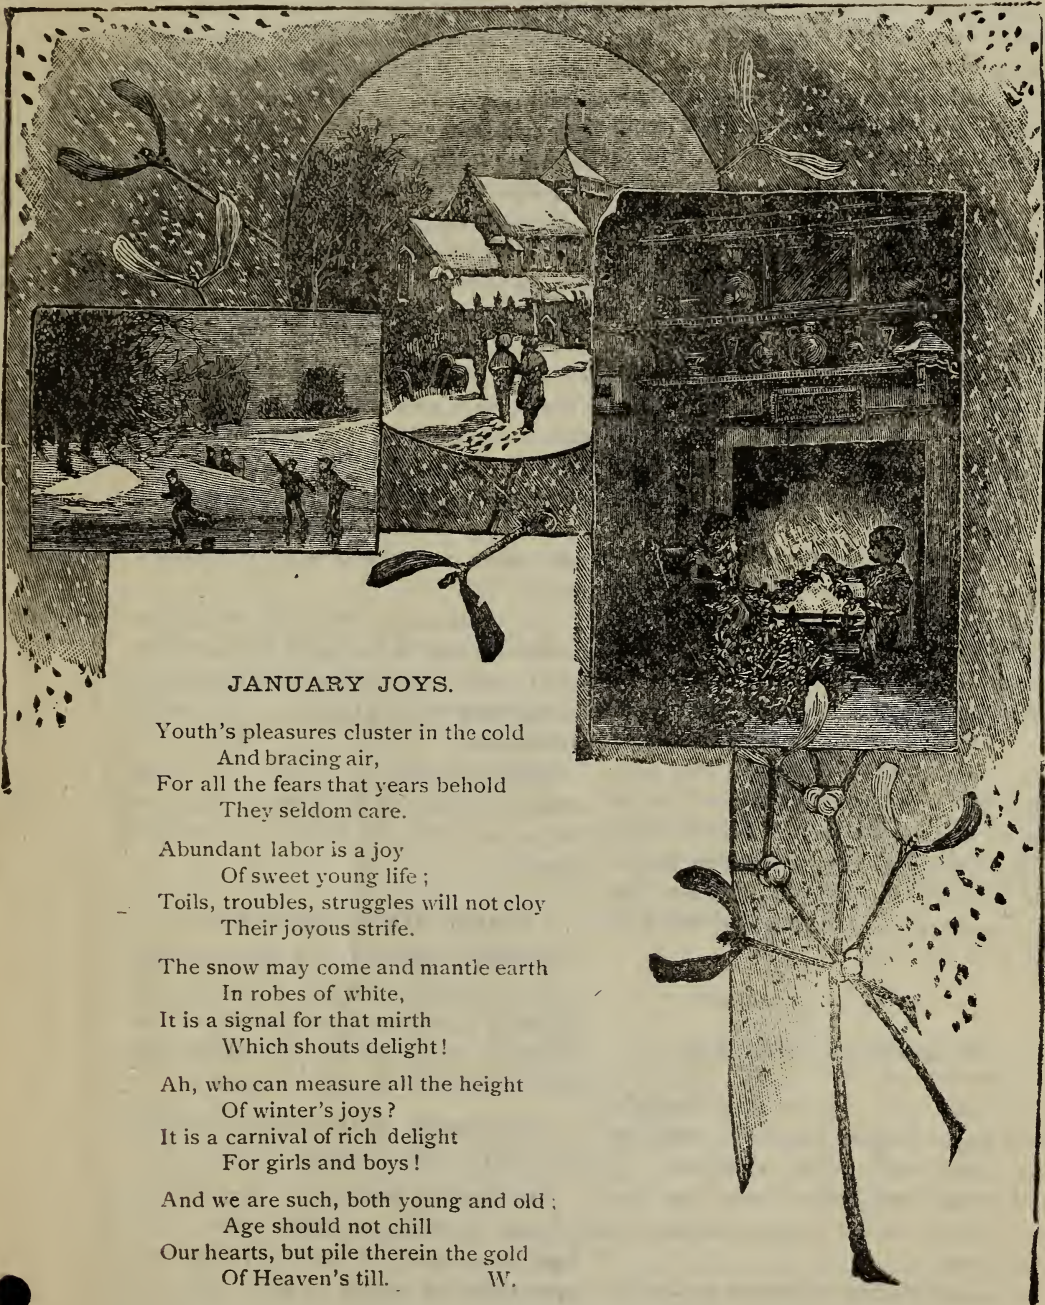 JANUARY JOYS.
Youth's pleasures cluster in the cold
And bracing air,
For all the fears that years behold
They seldom care.
Abundant labor is a joy
Of sweet young life ;
Toils, troubles, struggles will not cloy
Their joyous strife.
The snow may come and mantle earth
In robes of white,
It is a signal for that mirth
Which shouts delight !
Ah, who can measure all the height
Of winter's joys ?
It is a carnival of rich delight
For girls and boys !
And we are such, both young and old ;
Age should not chill
Our hearts, but pile therein the gold
Of Heaven's till. W.